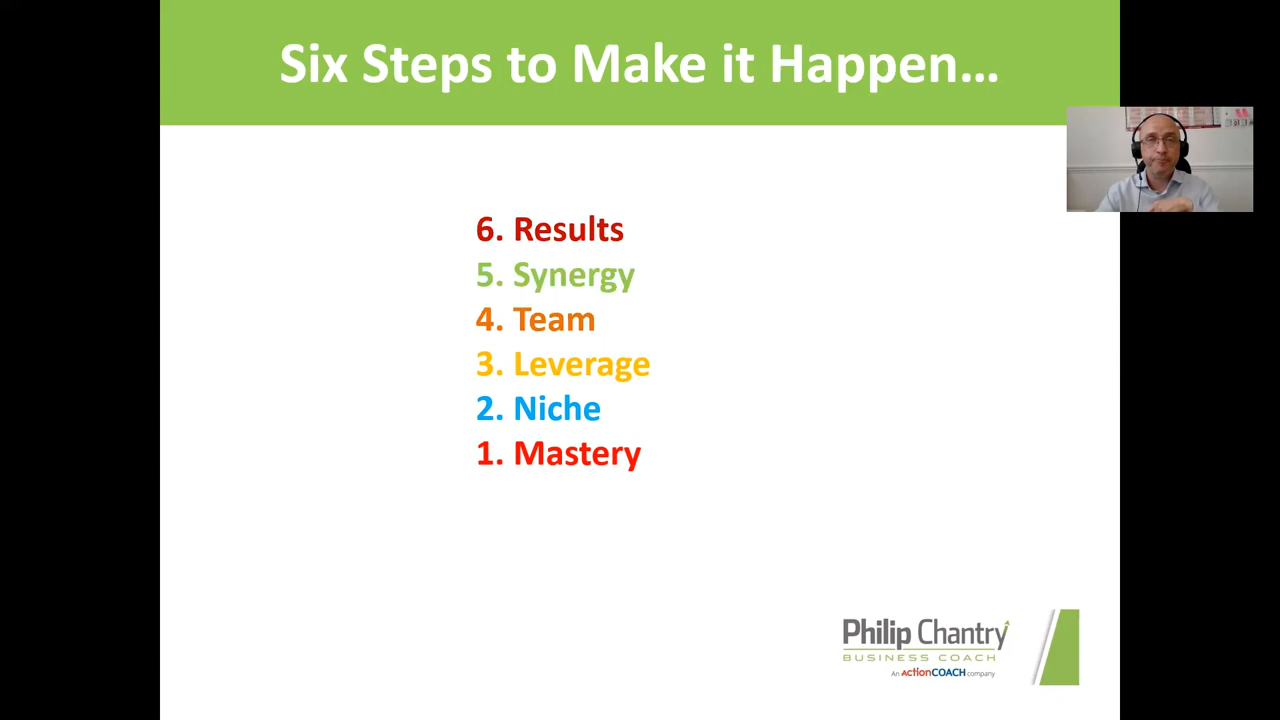 Six Steps to Make it Happen...
6. Results
5. Synergy
4. Team
3. Leverage
2. Niche
1. Mastery
Philip Chantry
BUSINESS COACH
An ActionCOACH company